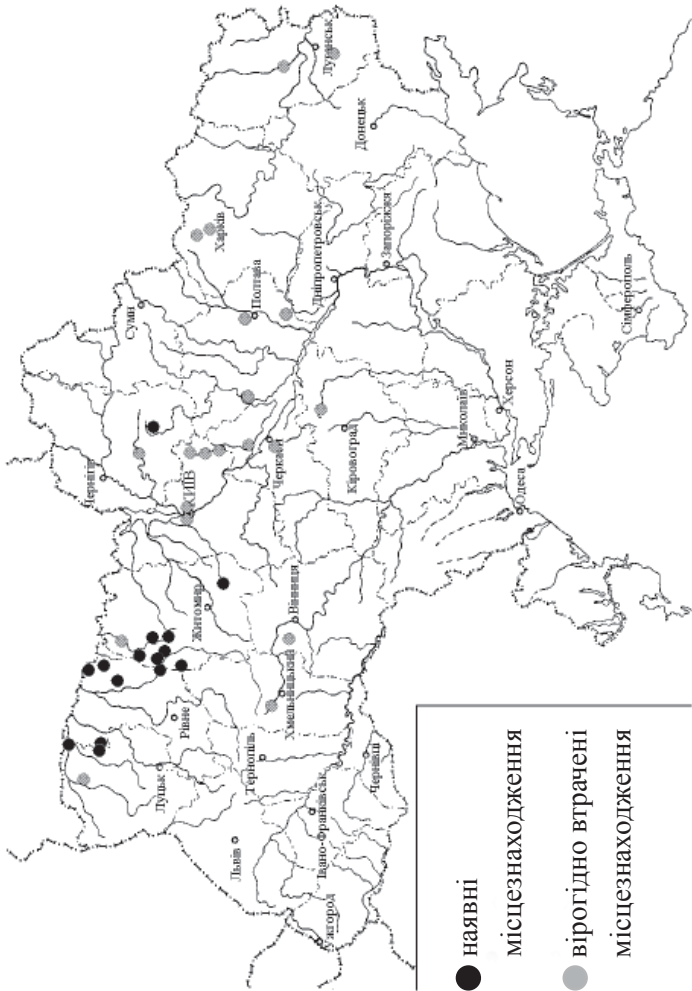 Чернігів
Суми
КИЇВ
Луцьк
Рівне
Житомир
Львів
Тернопіль
Хмельницький
Вінниця
Черкаси
Полтава
Харків
Луганськ
Ужгород
Івано-Франківськ
Чернівці
Кіровоград
Дніпропетровськ
Запоріжжя
Донецьк
Миколаїв
Херсон
Одеса
Сімферополь
наявні
місцезнаходження
вірогідно втрачені
місцезнаходження